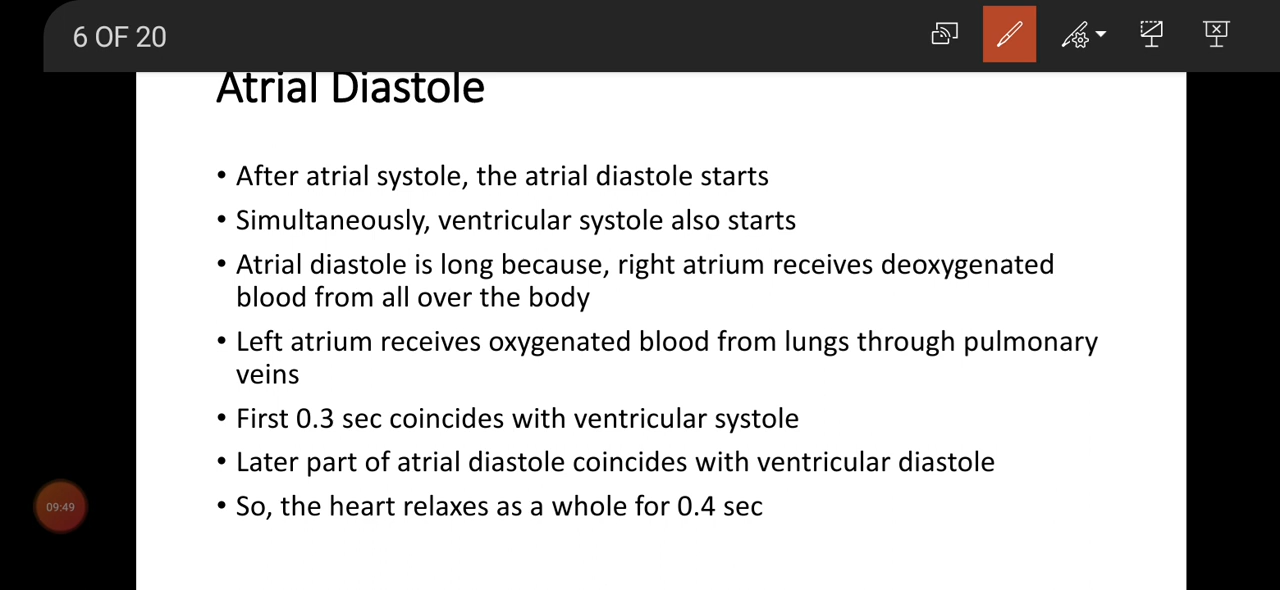 6 OF 20
Atrial Diastole
• After atrial systole, the atrial diastole starts
• Simultaneously, ventricular systole also starts
• Atrial diastole is long because, right atrium receives deoxygenated
blood from all over the body
• Left atrium receives oxygenated blood from lungs through pulmonary
veins
• First 0.3 sec coincides with ventricular systole
• Later part of atrial diastole coincides with ventricular diastole
• So, the heart relaxes as a whole for 0.4 sec
09:49